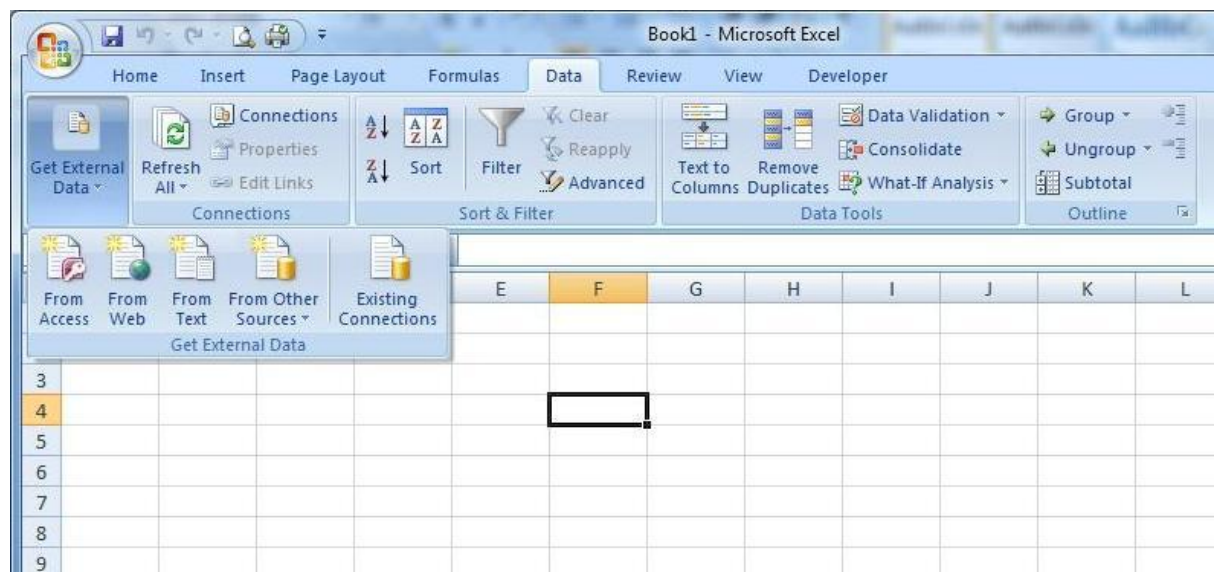 Book1 - Microsoft Excel
Home Insert Page Layout Formulas Data Review View Developer
Get External Data
Refresh All
Connections
Properties
Edit Links
Connections
A Z
Z A
A Z
Z A
Sort
Filter
Clear
Reapply
Advanced
Sort & Filter
Text to Columns
Remove Duplicates
Data Validation
Consolidate
What-If Analysis
Data Tools
Group
Ungroup
Subtotal
Outline
From Access
From Web
From Text
From Other Sources
Existing Connections
Get External Data
E F G H I J K L
3
4
5
6
7
8
9